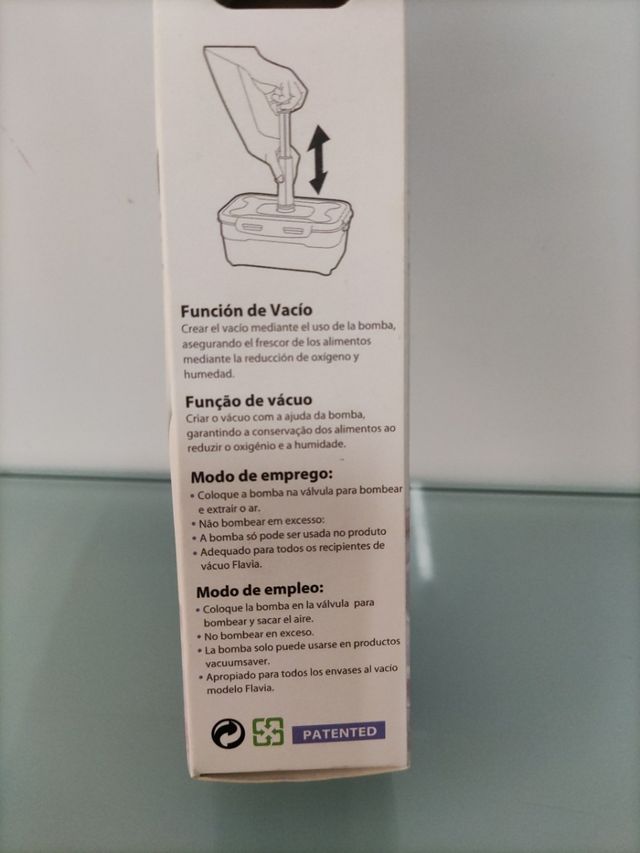 Función de Vacío
Crear el vacío mediante el uso de la bomba,
asegurando el frescor de los alimentos
mediante la reducción de oxígeno y
humedad.
Função de vácuo
Criar o vácuo com a ajuda da bomba,
garantindo a conservação dos alimentos ao
reduzir o oxigénio e a humidade.
Modo de emprego:
• Coloque a bomba na válvula para bombear
e extrair o ar.
• Não bombear em excesso:
• A bomba só pode ser usada no produto
• Adequado para todos os recipientes de
vácuo Flavia.
Modo de empleo:
• Coloque la bomba en la válvula para
bombear y sacar el aire.
• No bombear en exceso.
• La bomba solo puede usarse en productos
vacuumsaver.
• Apropiado para todos los envases al vacío
modelo Flavia.
PATENTED